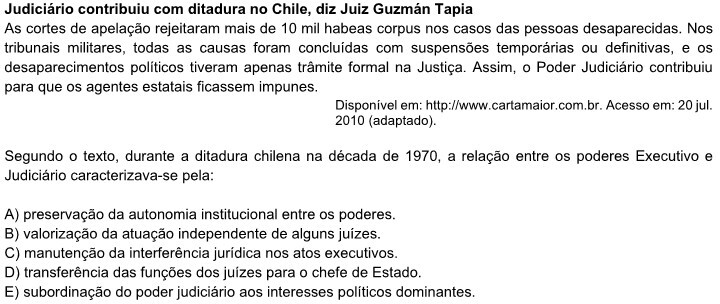 Judiciário contribuiu com ditadura no Chile, diz Juiz Guzmán Tapia
As cortes de apelação rejeitaram mais de 10 mil habeas corpus nos casos das pessoas desaparecidas. Nos
tribunais militares, todas as causas foram concluídas com suspensões temporárias ou definitivas, e os
desaparecimentos políticos tiveram apenas trâmite formal na Justiça. Assim, o Poder Judiciário contribuiu
para que os agentes estatais ficassem impunes.
Disponível em: http://www.cartamaior.com.br. Acesso em: 20 jul.
2010 (adaptado).
Segundo o texto, durante a ditadura chilena na década de 1970, a relação entre os poderes Executivo e
Judiciário caracterizava-se pela:
A) preservação da autonomia institucional entre os poderes.
B) valorização da atuação independente de alguns juízes.
C) manutenção da interferência jurídica nos atos executivos.
D) transferência das funções dos juízes para o chefe de Estado.
E) subordinação do poder judiciário aos interesses políticos dominantes.